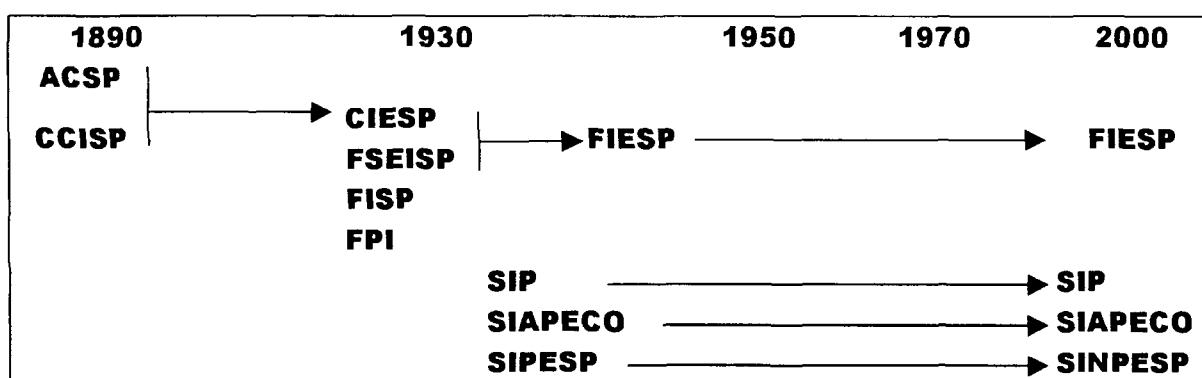 1890 1930 1950 1970 2000
ACSP
CIESP
CCISP FIESP FIESP
FSEISP
FISP
FPI
SIP SIP
SIAPECO SIAPECO
SIPESP SINPESP